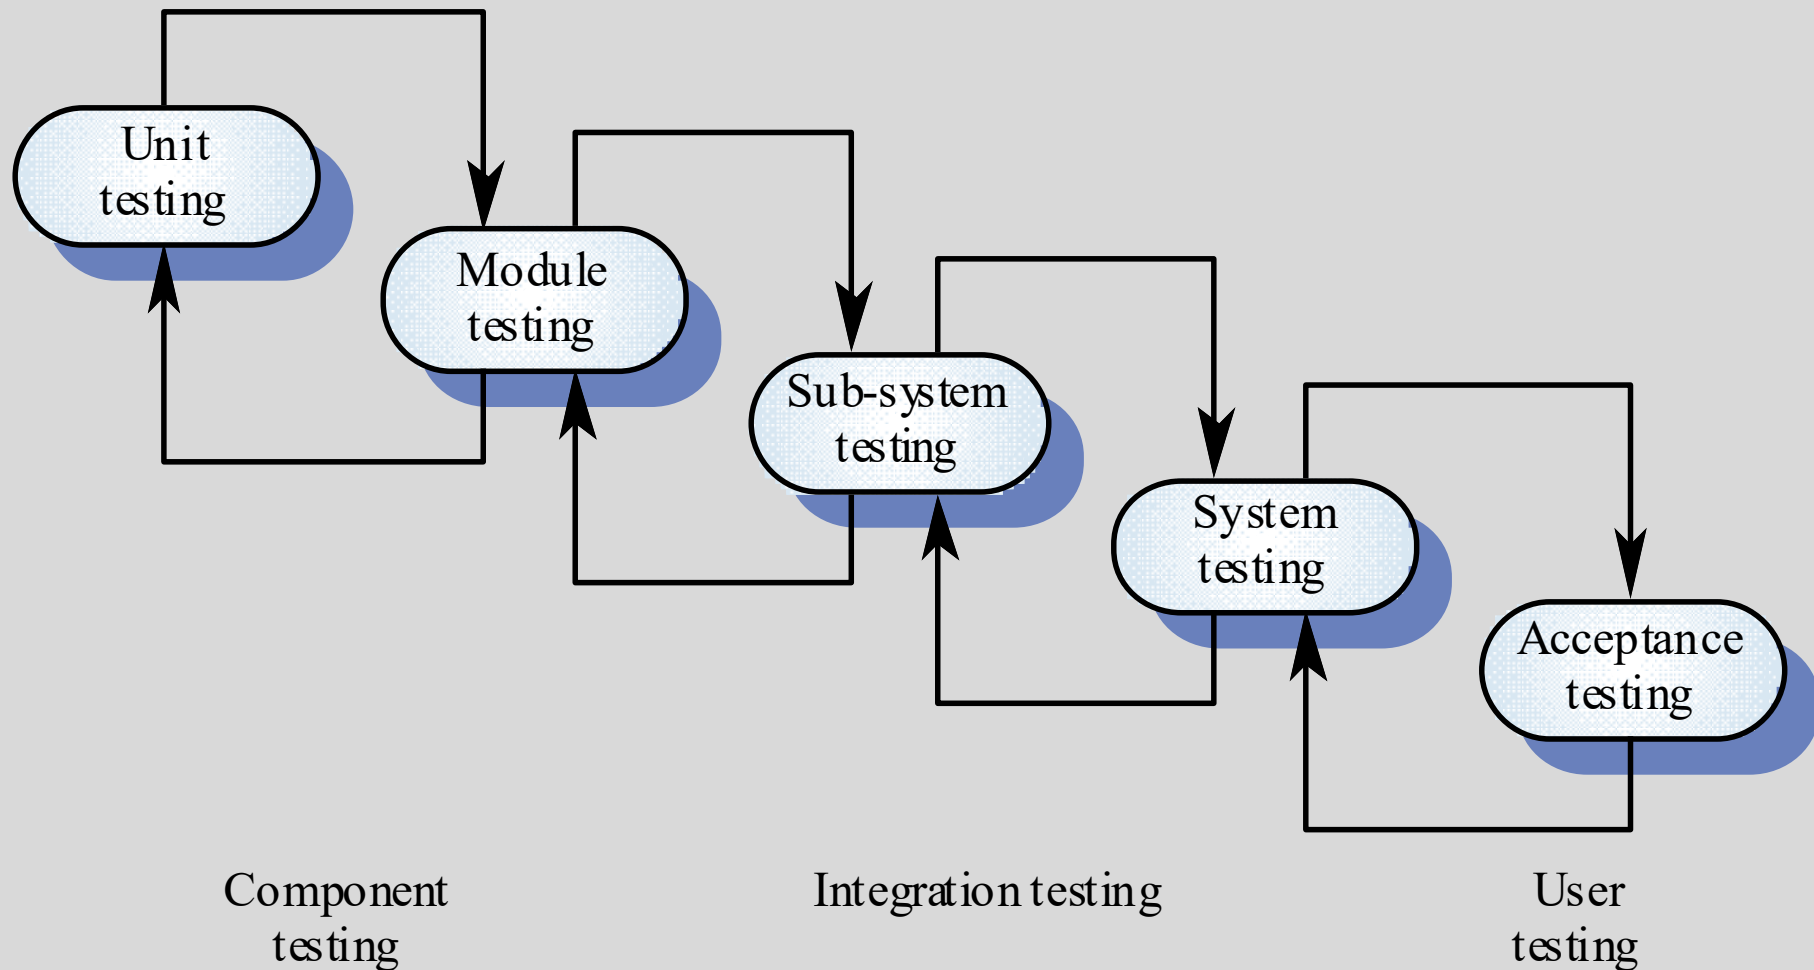 Unit
testing
Module
testing
Sub-system
testing
System
testing
Acceptance
testing
Component
testing
Integration testing
User
testing